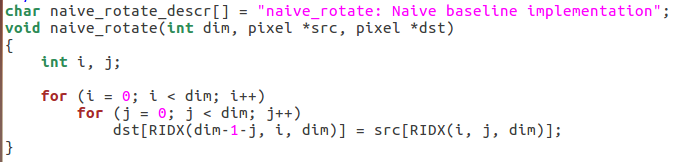 char naive_rotate_descr[] = "naive_rotate: Naive baseline implementation";
void naive_rotate(int dim, pixel *src, pixel *dst)
{
    int i, j;

    for (i = 0; i < dim; i++)
        for (j = 0; j < dim; j++)
            dst[RIDX(dim-1-j, i, dim)] = src[RIDX(i, j, dim)];
}